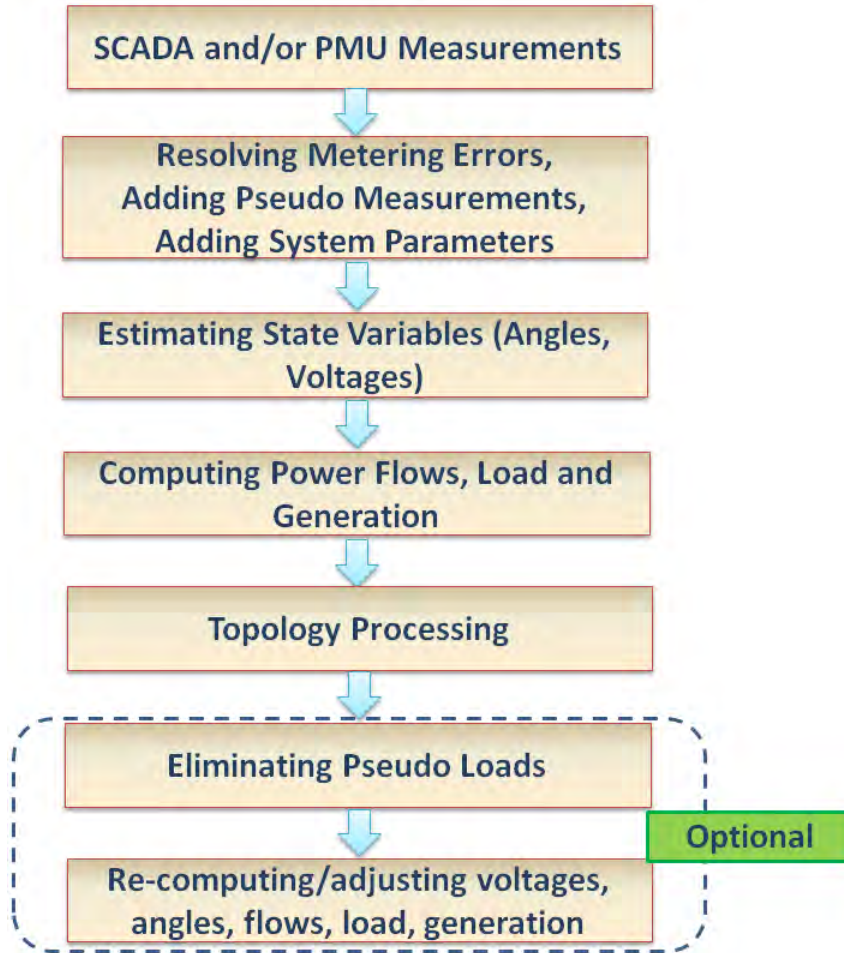 SCADA and/or PMU Measurements
Resolving Metering Errors,
Adding Pseudo Measurements,
Adding System Parameters
Estimating State Variables (Angles,
Voltages)
Computing Power Flows, Load and
Generation
Topology Processing
Eliminating Pseudo Loads
Optional
Re-computing/adjusting voltages,
angles, flows, load, generation